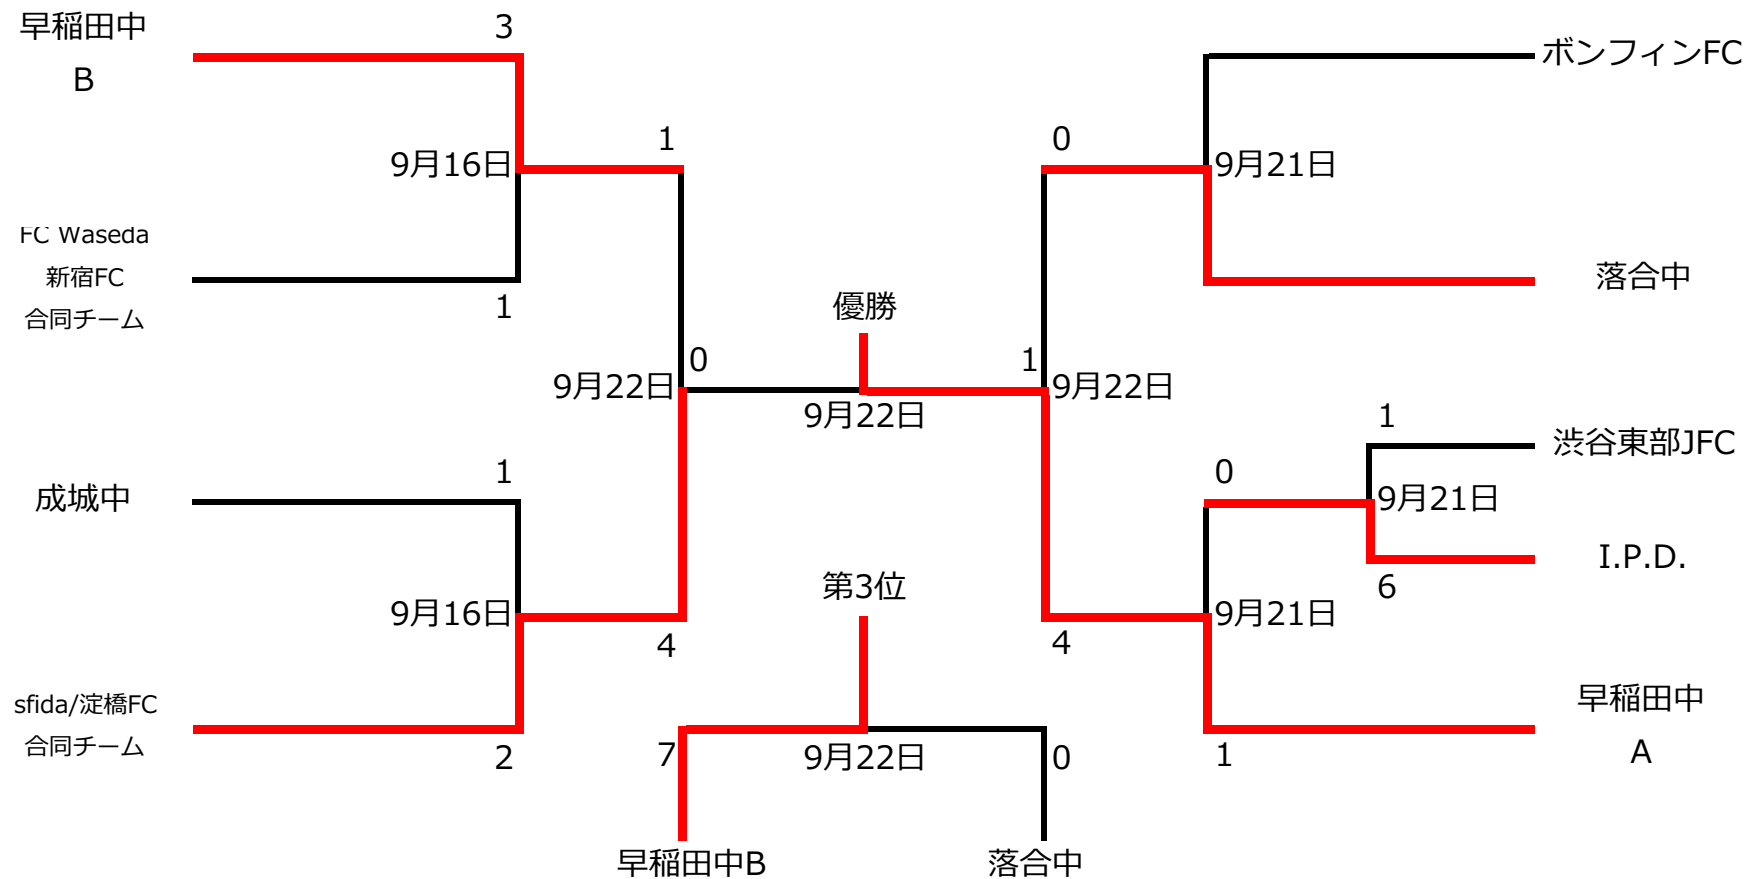 早稲田中
B
3
ボンフィンFC
1
0
9月16日
9月21日
FC Waseda
新宿FC
合同チーム
1
落合中
優勝
0
1
9月22日
9月22日
9月22日
1
渋谷東部JFC
成城中
1
0
9月21日
I.P.D.
6
第3位
9月16日
9月21日
4
4
sfida/淀橋FC
合同チーム
2
早稲田中
A
1
7
9月22日
0
早稲田中B
落合中